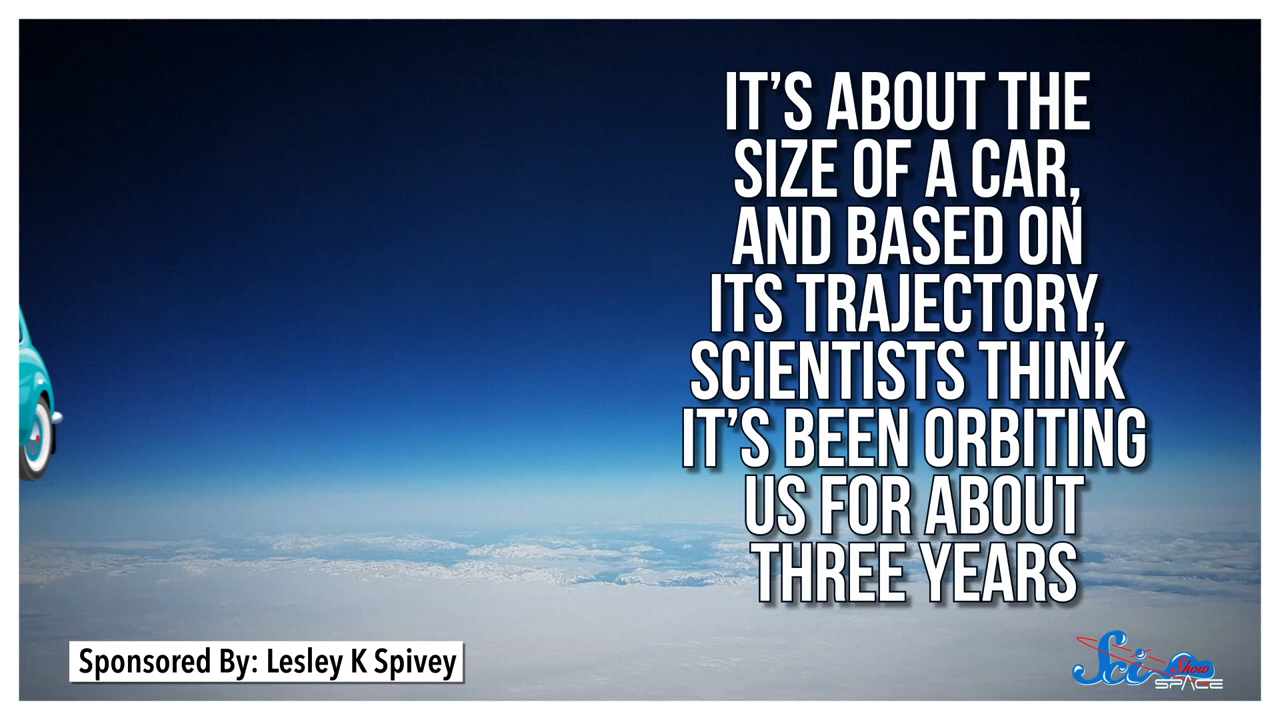 IT'S ABOUT THE
SIZE OF A CAR,
AND BASED ON
ITS TRAJECTORY,
SCIENTISTS THINK
IT'S BEEN ORBITING
US FOR ABOUT
THREE YEARS
Sponsored By: Lesley K Spivey
Sci Show
SPACE